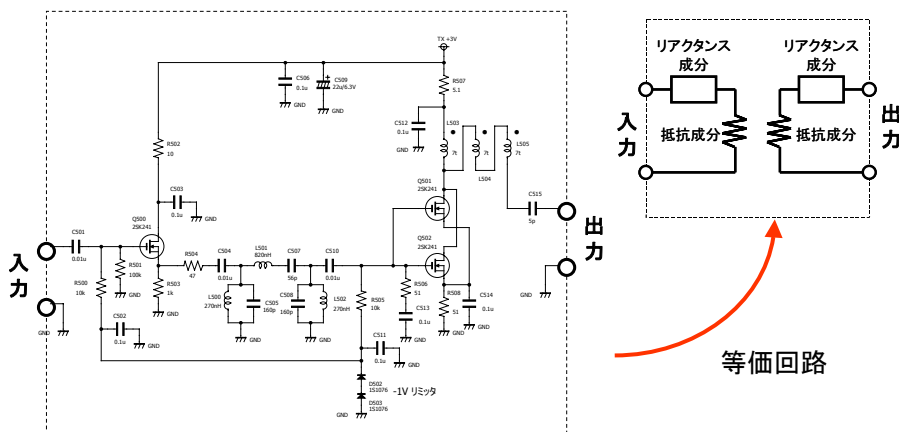 TX +3V
C506
0.1u
GND
C509
22u/6.3V
GND
R507
5.1
C512
0.1u
GND
L503
7t
7t
L504
L505
7t
C515
5p
R502
10
C503
0.1u
GND
Q501
2SK241
Q500
2SK241
C501
0.01u
R501
100k
R500
10k
GND
R503
1k
GND
C502
0.1u
GND
入力
GND
R504
47
C504
0.01u
L501
820nH
C507
56p
C510
0.01u
L500
270nH
C505
160p
GND
C508
160p
L502
270nH
GND
R505
10k
Q502
2SK241
R506
51
C513
0.1u
GND
R508
51
C514
0.1u
GND
C511
0.1u
GND
D502
1S1076
D503
1S1076
GND
-1V リミッタ
出力
GND
リアクタンス
成分
リアクタンス
成分
入力
抵抗成分
抵抗成分
出力
等価回路